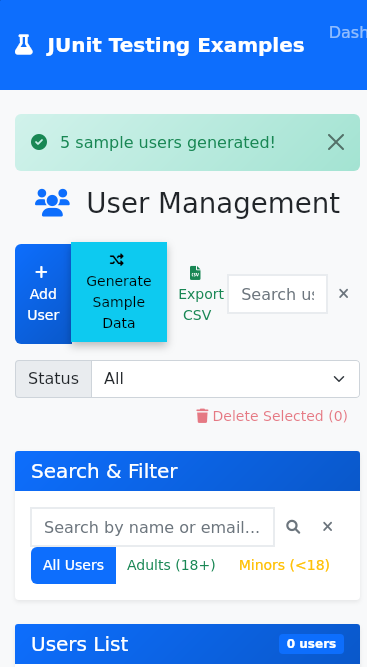 JUnit Testing Examples
Dash
5 sample users generated!
User Management
Add
User
Generate
Sample
Data
Export
CSV
Search us
Status
All
Delete Selected (0)
Search & Filter
Search by name or email...
All Users
Adults (18+)
Minors (<18)
Users List
0 users